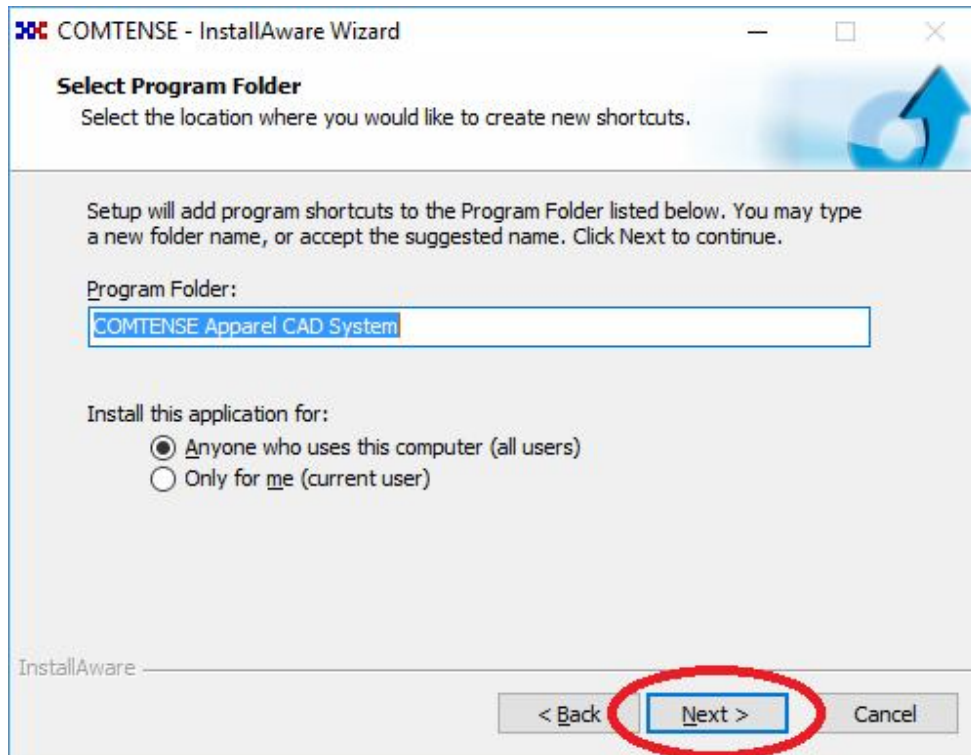 COMTENSE - InstallAware Wizard
Select Program Folder
Select the location where you would like to create new shortcuts.
Setup will add program shortcuts to the Program Folder listed below. You may type
a new folder name, or accept the suggested name. Click Next to continue.
Program Folder:
COMTENSE Apparel CAD System
Install this application for:
Anyone who uses this computer (all users)
Only for me (current user)
InstallAware
< Back Next > Cancel